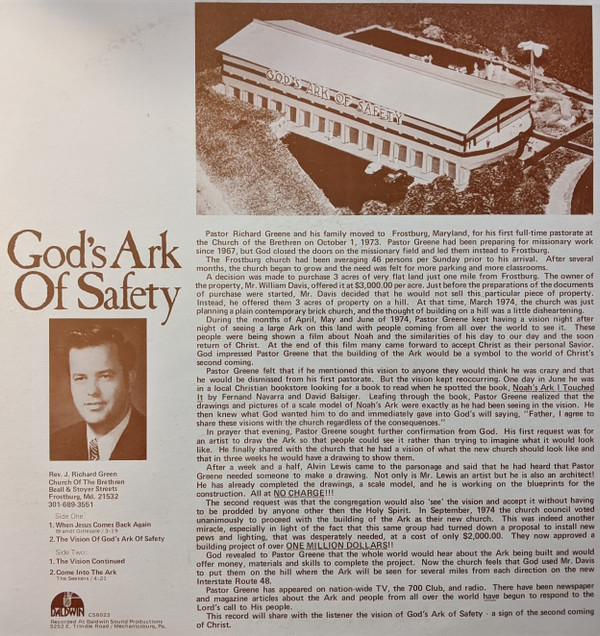 GOD'S ARK OF SAFETY
God's Ark
Of Safety
Rev. J. Richard Green
Church Of The Brethren
Beall & Stoyer Streets
Frostburg, Md. 21532
301-689-3551
Side One:
1. When Jesus Comes Back Again
Brandt Gillespie / 3:19
2. The Vision Of God's Ark Of Safety
Side Two:
1. The Vision Continued
2. Come Into The Ark
The Seekers / 4:21
BALDWIN
CS8023
Recorded At Baldwin Sound Productions
5252 E. Trindle Road / Mechanicsburg, Pa.
Pastor Richard Greene and his family moved to Frostburg, Maryland, for his first full-time pastorate at
the Church of the Brethren on October 1, 1973. Pastor Greene had been preparing for missionary work
since 1967, but God closed the doors on the missionary field and led them instead to Frostburg.
The Frostburg church had been averaging 46 persons per Sunday prior to his arrival. After several
months, the church began to grow and the need was felt for more parking and more classrooms.
A decision was made to purchase 3 acres of very flat land just one mile from Frostburg. The owner of
the property, Mr. William Davis, offered it at $3,000.00 per acre. Just before the preparations of the documents
of purchase were started, Mr. Davis decided that he would not sell this particular piece of property.
Instead, he offered them 3 acres of property on a hill. At that time, March 1974, the church was just
planning a plain contemporary brick church, and the thought of building on a hill was a little disheartening.
During the months of April, May and June of 1974, Pastor Greene kept having a vision night after
night of seeing a large Ark on this land with people coming from all over the world to see it. These
people were being shown a film about Noah and the similarities of his day to our day and the soon
return of Christ. At the end of this film many came forward to accept Christ as their personal Savior.
God impressed Pastor Greene that the building of the Ark would be a symbol to the world of Christ's
second coming.
Pastor Greene felt that if he mentioned this vision to anyone they would think he was crazy and that
he would be dismissed from his first pastorate. But the vision kept reoccurring. One day in June he was
in a local Christian bookstore looking for a book to read when he spotted the book, Noah's Ark I Touched
It by Fernand Navarra and David Balsiger. Leafing through the book, Pastor Greene realized that the
drawings and pictures of a scale model of Noah's Ark were exactly as he had been seeing in the vision. He
then knew what God wanted him to do and immediately gave into God's will saying, "Father, I agree to
share these visions with the church regardless of the consequences."
In prayer that evening, Pastor Greene sought further confirmation from God. His first request was for
an artist to draw the Ark so that people could see it rather than trying to imagine what it would look
like. He finally shared with the church that he had a vision of what the new church should look like and
that in three weeks he would have a drawing to show them.
After a week and a half, Alvin Lewis came to the parsonage and said that he had heard that Pastor
Greene needed someone to make a drawing. Not only is Mr. Lewis an artist but he is also an architect!
He has already completed the drawings, a scale model, and he is working on the blueprints for the
construction. All at NO CHARGE!!!
The second request was that the congregation would also 'see' the vision and accept it without having
to be prodded by anyone other then the Holy Spirit. In September, 1974 the church council voted
unanimously to proceed with the building of the Ark as their new church. This was indeed another
miracle, especially in light of the fact that this same group had turned down a proposal to install new
pews and lighting, that was desperately needed, at a cost of only $2,000.00. They now approved a
building project of over ONE MILLION DOLLARS!!
God revealed to Pastor Greene that the whole world would hear about the Ark being built and would
offer money, materials and skills to complete the project. Now the church feels that God used Mr. Davis
to put them on the hill where the Ark will be seen for several miles from each direction on the new
Interstate Route 48.
Pastor Greene has appeared on nation-wide TV, the 700 Club, and radio. There have been newspaper
and magazine articles about the Ark and people from all over the world have begun to respond to the
Lord's call to His people.
This record will share with the listener the vision of God's Ark of Safety - a sign of the second coming
of Christ.